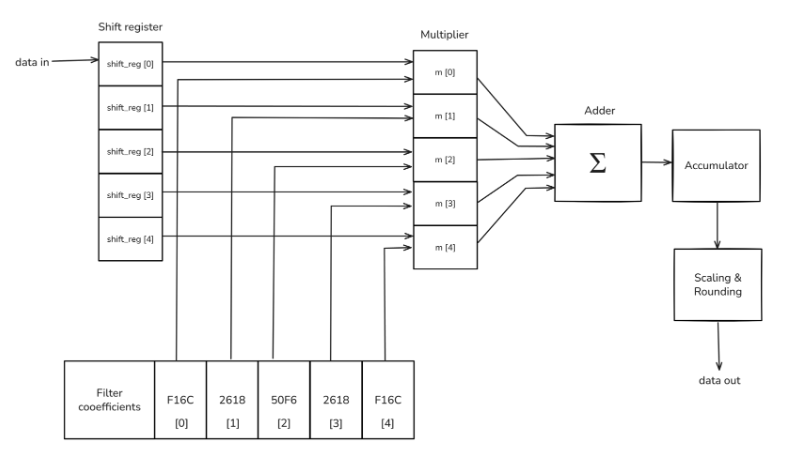 Shift register
data in
shift_reg [0]
shift_reg [1]
shift_reg [2]
shift_reg [3]
shift_reg [4]
Multiplier
m [0]
m [1]
m [2]
m [3]
m [4]
Adder
Σ
Accumulator
Scaling &
Rounding
data out
Filter
cooefficients
F16C
[0]
2618
[1]
50F6
[2]
2618
[3]
F16C
[4]